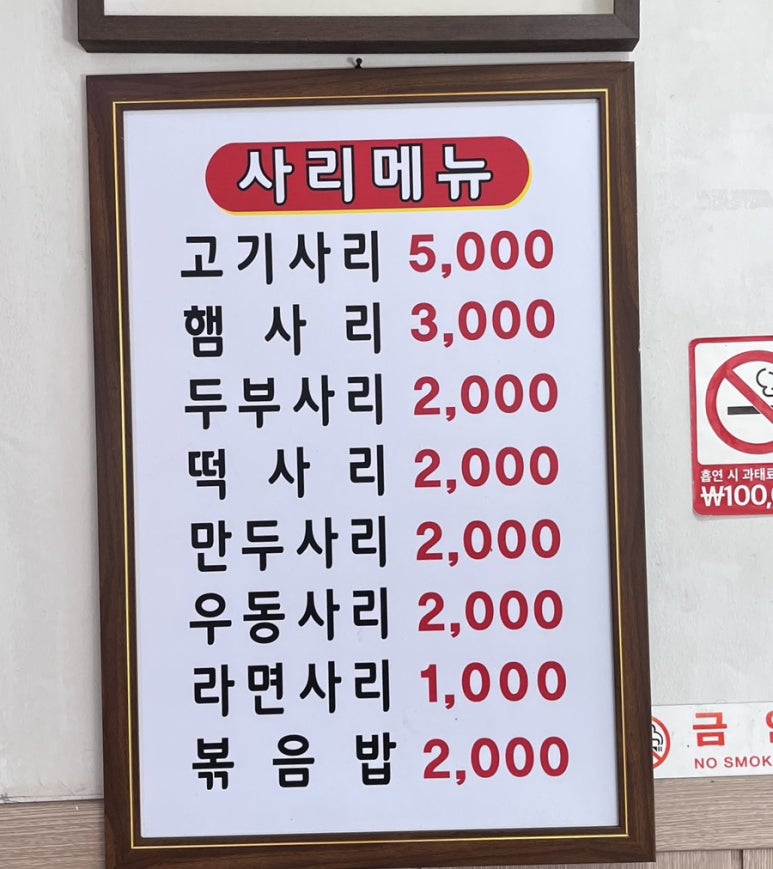 사리메뉴
고기사리 5,000
햄 사 리 3,000
두부사리 2,000
떡 사 리 2,000
만두사리 2,000
우동사리 2,000
라면사리 1,000
볶 음 밥 2,000
흡연 시 과태료
₩100,
금
NO SMOK